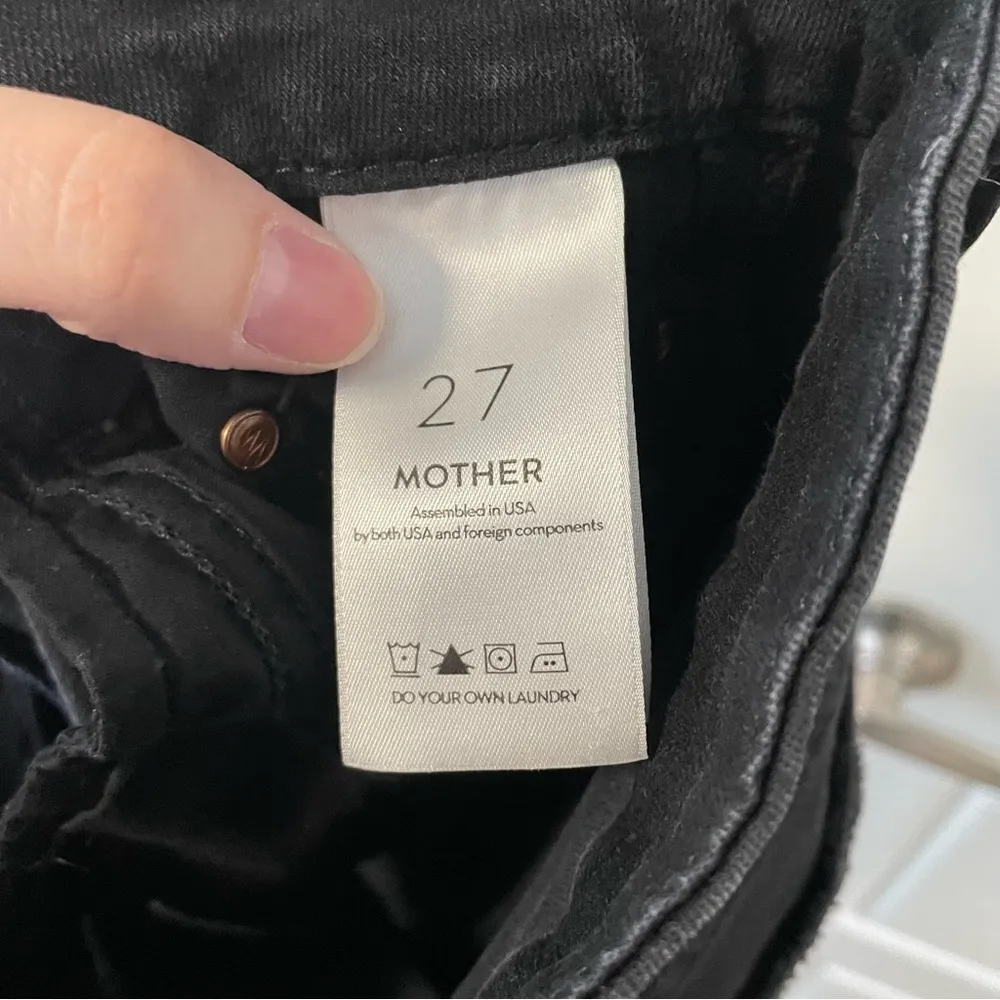 27
MOTHER
Assembled in USA
by both USA and foreign components
DO YOUR OWN LAUNDRY